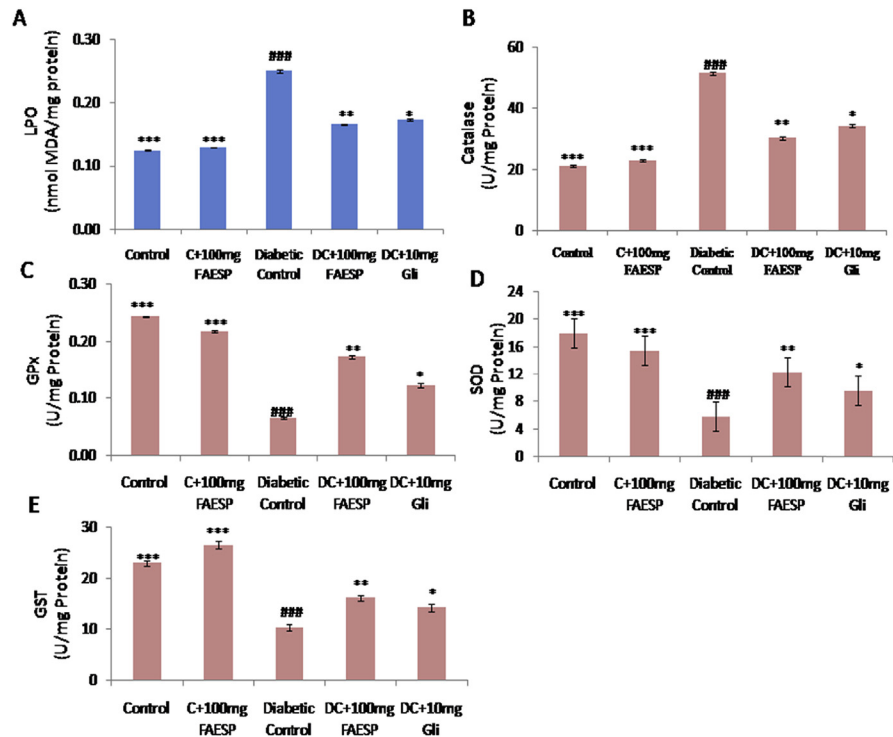 A
LPO
(nmol MDA/mg protein)
0.30
0.20
0.10
0.00
***
***
###
**
*
Control
C+100mg
FAESP
Diabetic
Control
DC+100mg
FAESP
DC+10mg
Gli
B
Catalase
(U/mg Protein)
60
40
20
0
***
***
###
**
*
Control
C+100mg
FAESP
Diabetic
Control
DC+100mg
FAESP
DC+10mg
Gli
C
GPx
(U/mg Protein)
0.30
0.20
0.10
0.00
***
***
###
**
*
Control
C+100mg
FAESP
Diabetic
Control
DC+100mg
FAESP
DC+10mg
Gli
D
SOD
(U/mg Protein)
24
20
16
12
8
4
0
***
***
###
**
*
Control
C+100mg
FAESP
Diabetic
Control
DC+100mg
FAESP
DC+10mg
Gli
E
GST
(U/mg Protein)
30
20
10
0
***
***
###
**
*
Control
C+100mg
FAESP
Diabetic
Control
DC+100mg
FAESP
DC+10mg
Gli